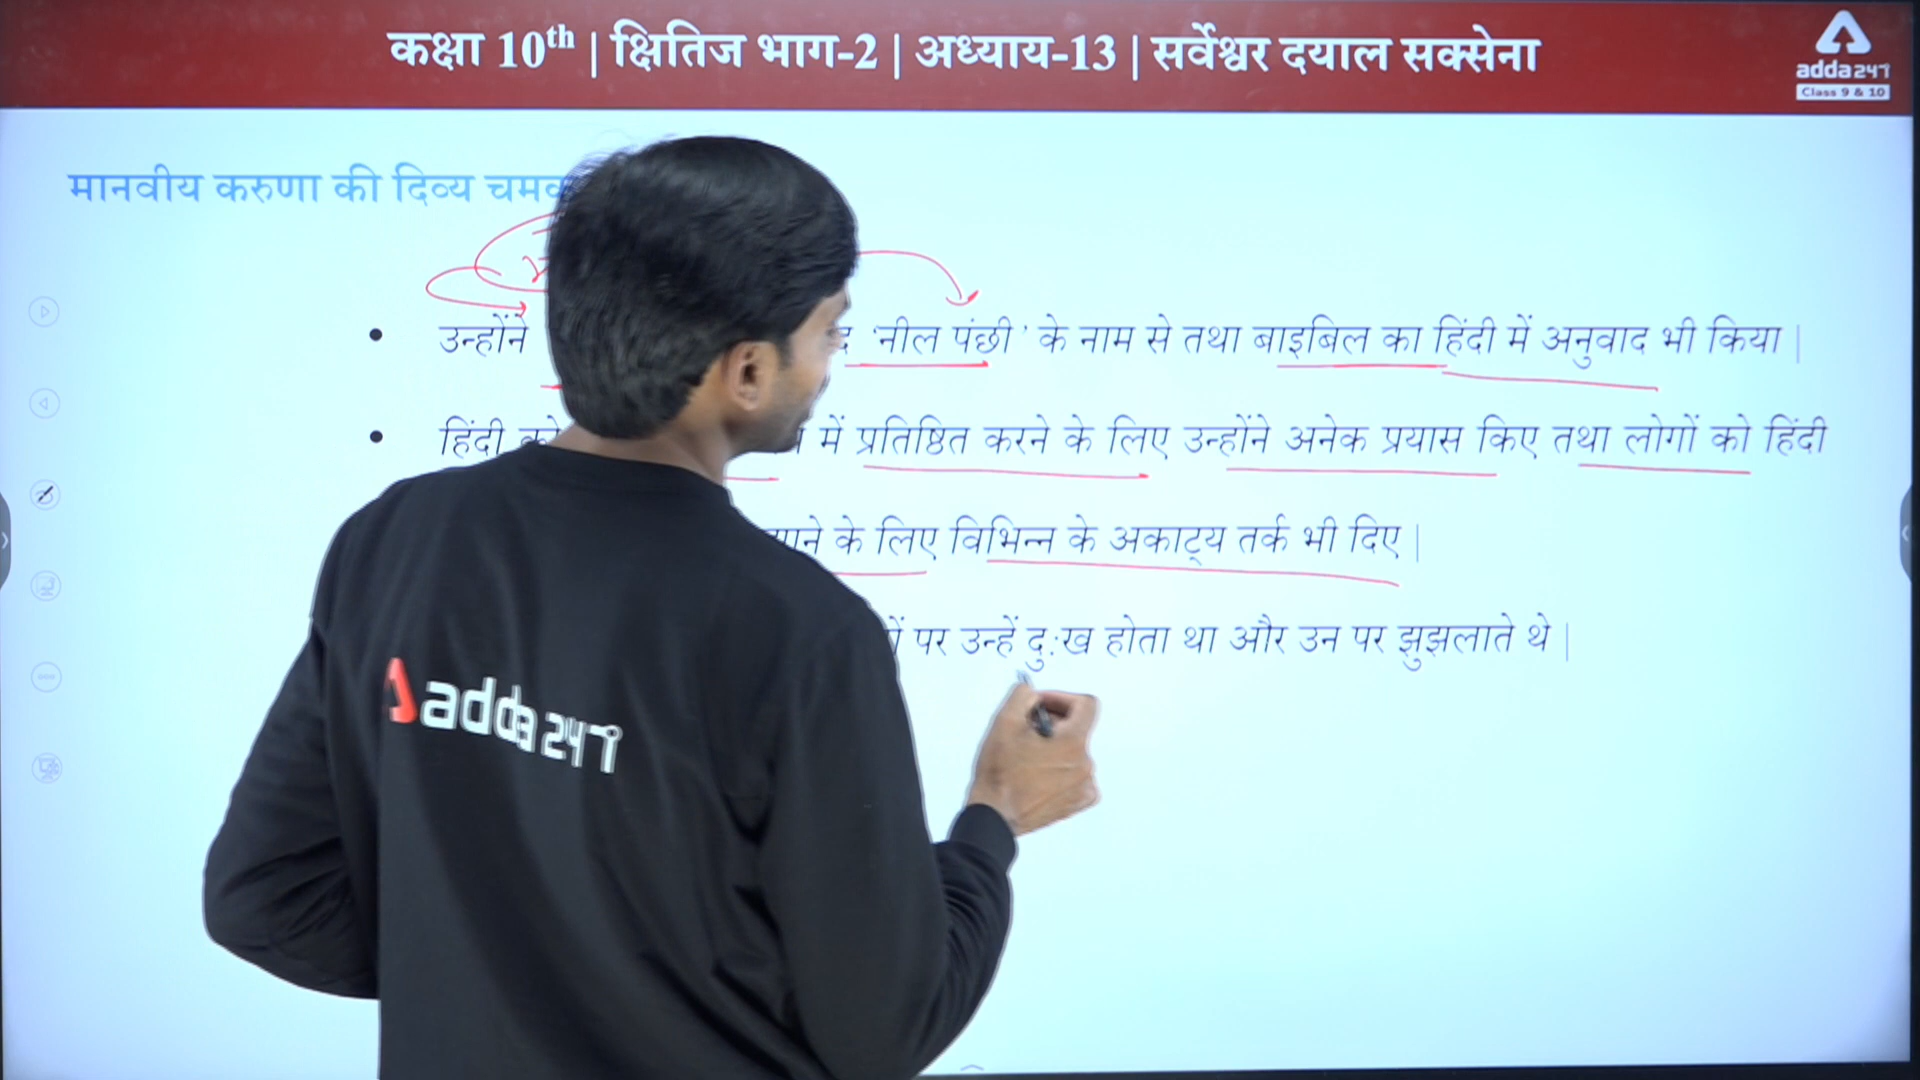 कक्षा 10th | क्षितिज भाग-2 | अध्याय-13 | सर्वेश्वर दयाल सक्सेना
adda247
Class 9 & 10
मानवीय करुणा की दिव्य
• उन्होंने 'नील पंछी' के नाम से तथा बाइबिल का हिंदी में अनुवाद भी किया |
• हिंदी को में प्रतिष्ठित करने के लिए उन्होंने अनेक प्रयास किए तथा लोगों को हिंदी
के लिए विभिन्न के अकाट्य तर्क भी दिए |
पर उन्हें दु:ख होता था और उन पर झुझलाते थे |
adda247